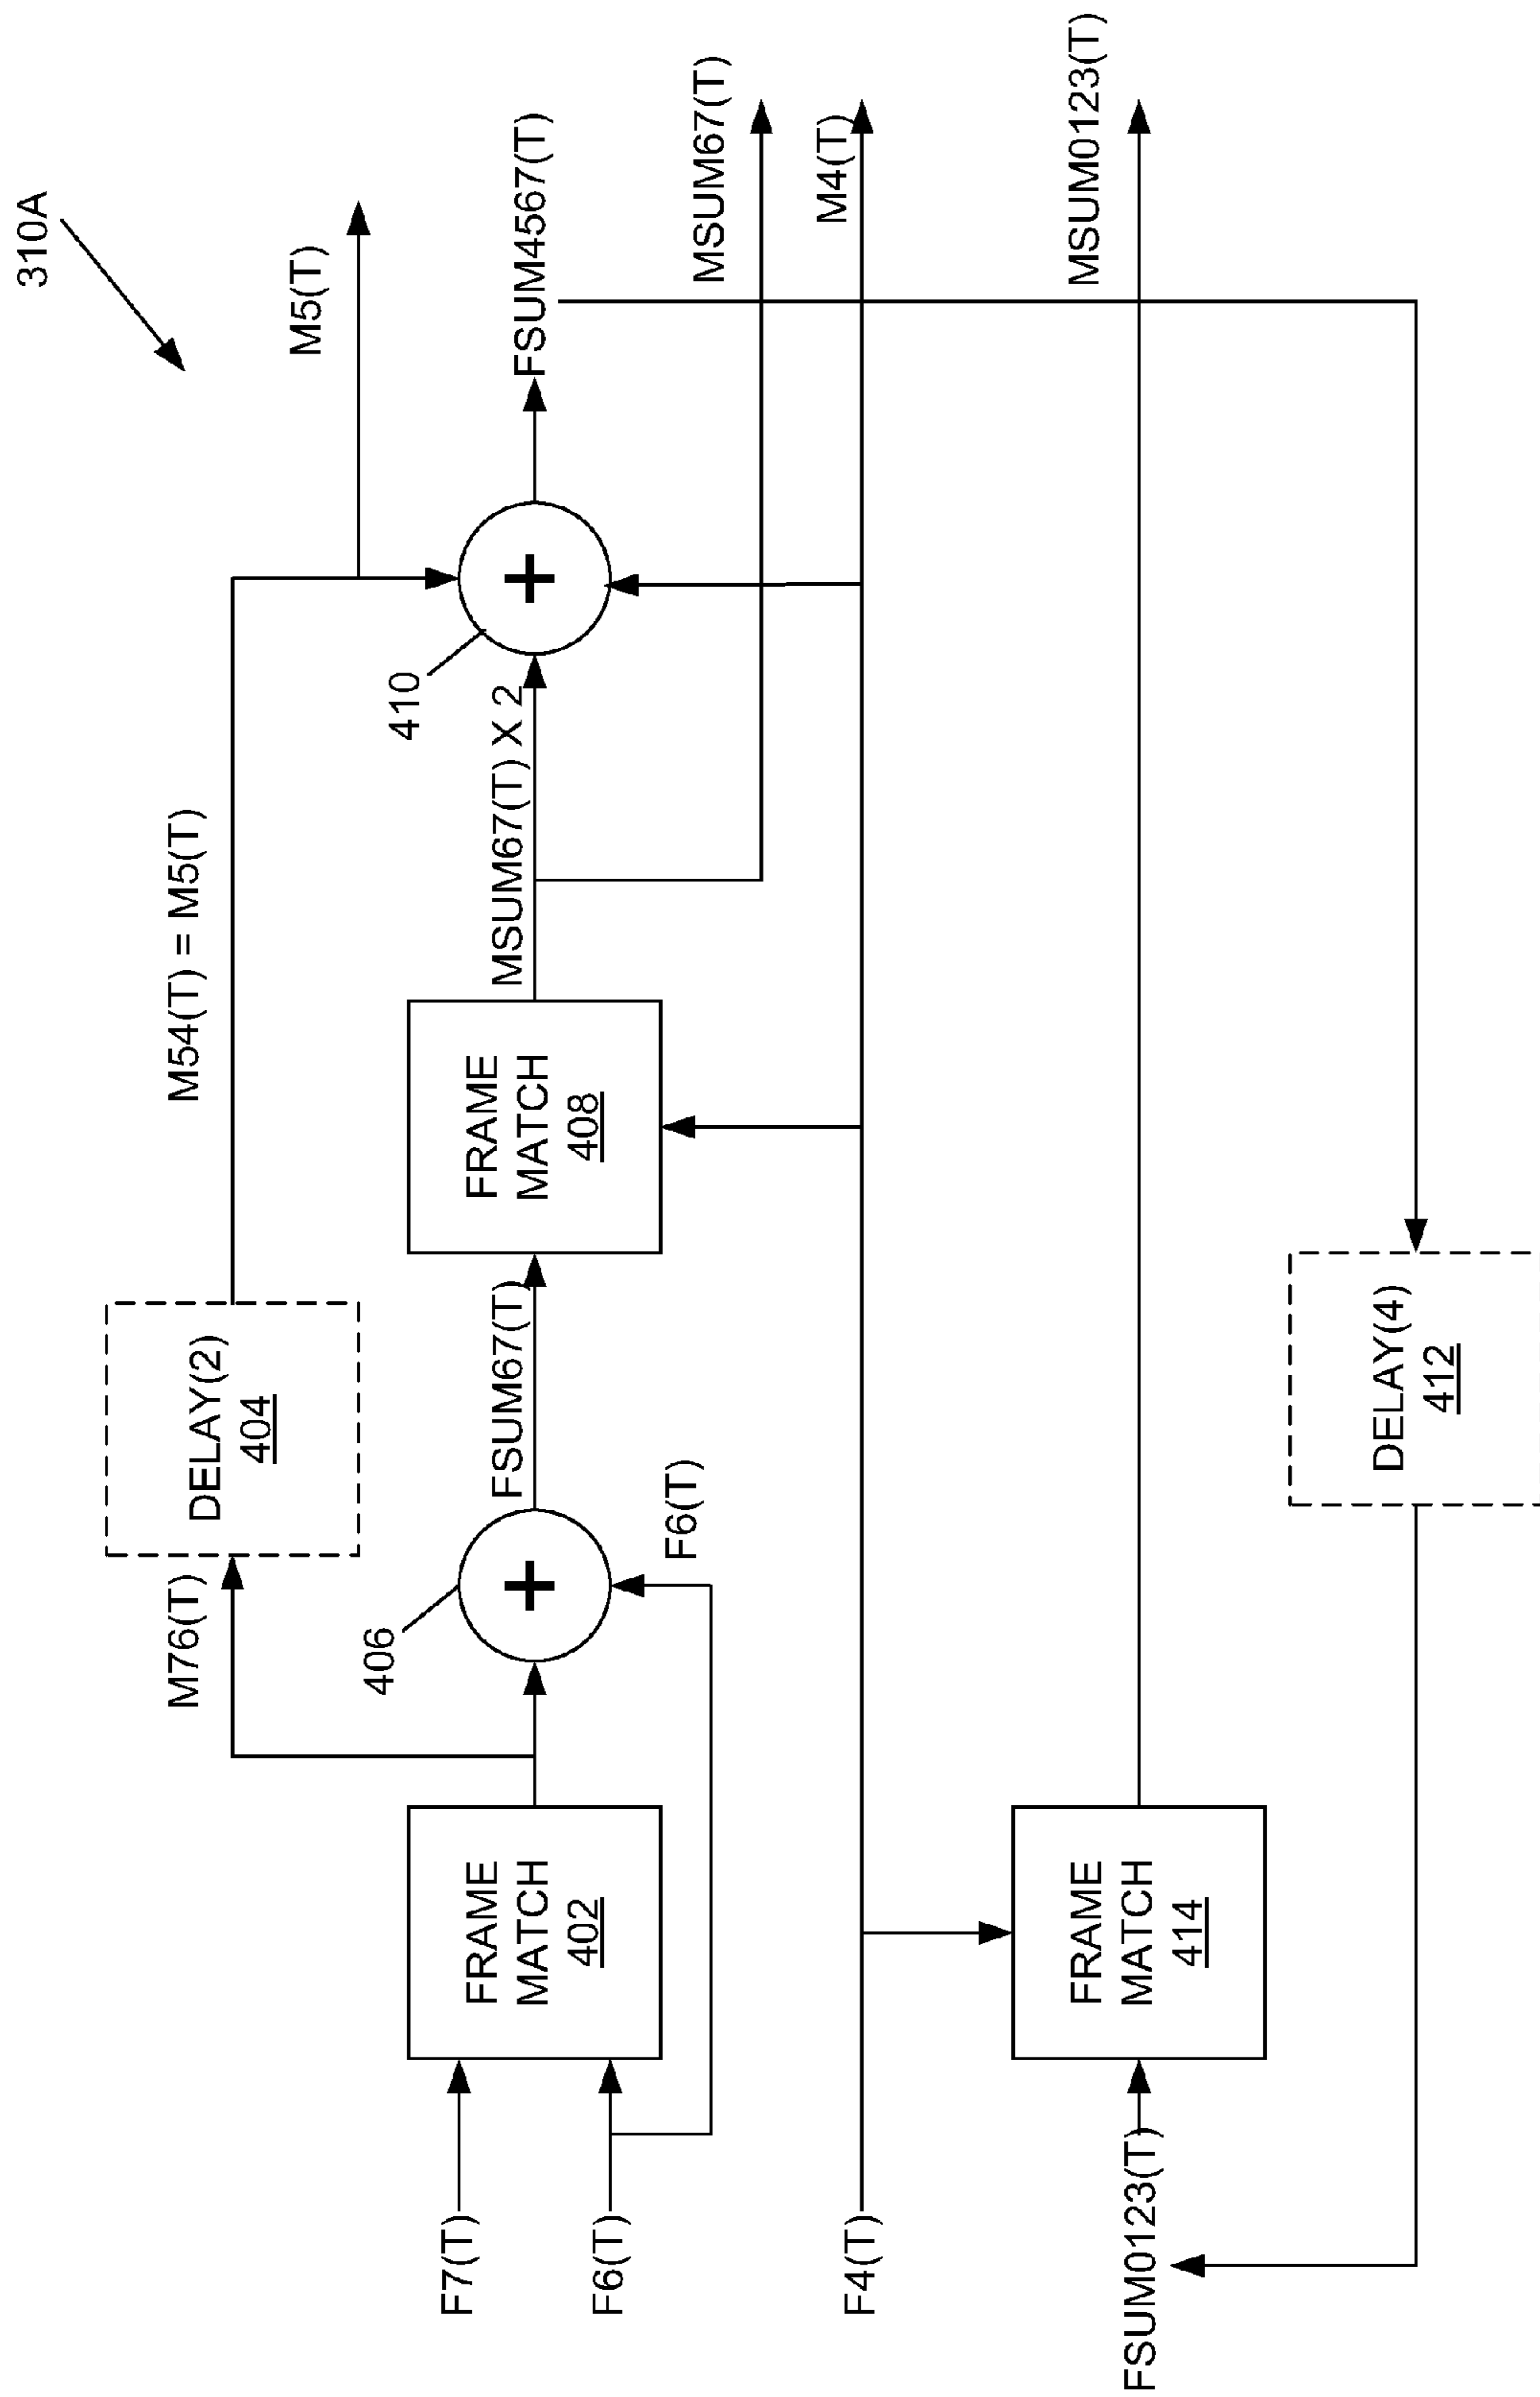 310A
M5(T)
M54(T) = M5(T)
DELAY(2)
404
M76(T)
FSUM4567(T)
410
MSUM67(T) X 2
MSUM67(T)
FRAME
MATCH
408
FSUM67(T)
406
F6(T)
FRAME
MATCH
402
F7(T)
F6(T)
M4(T)
F4(T)
MSUM0123(T)
FRAME
MATCH
414
FSUM0123(T)
DELAY(4)
412